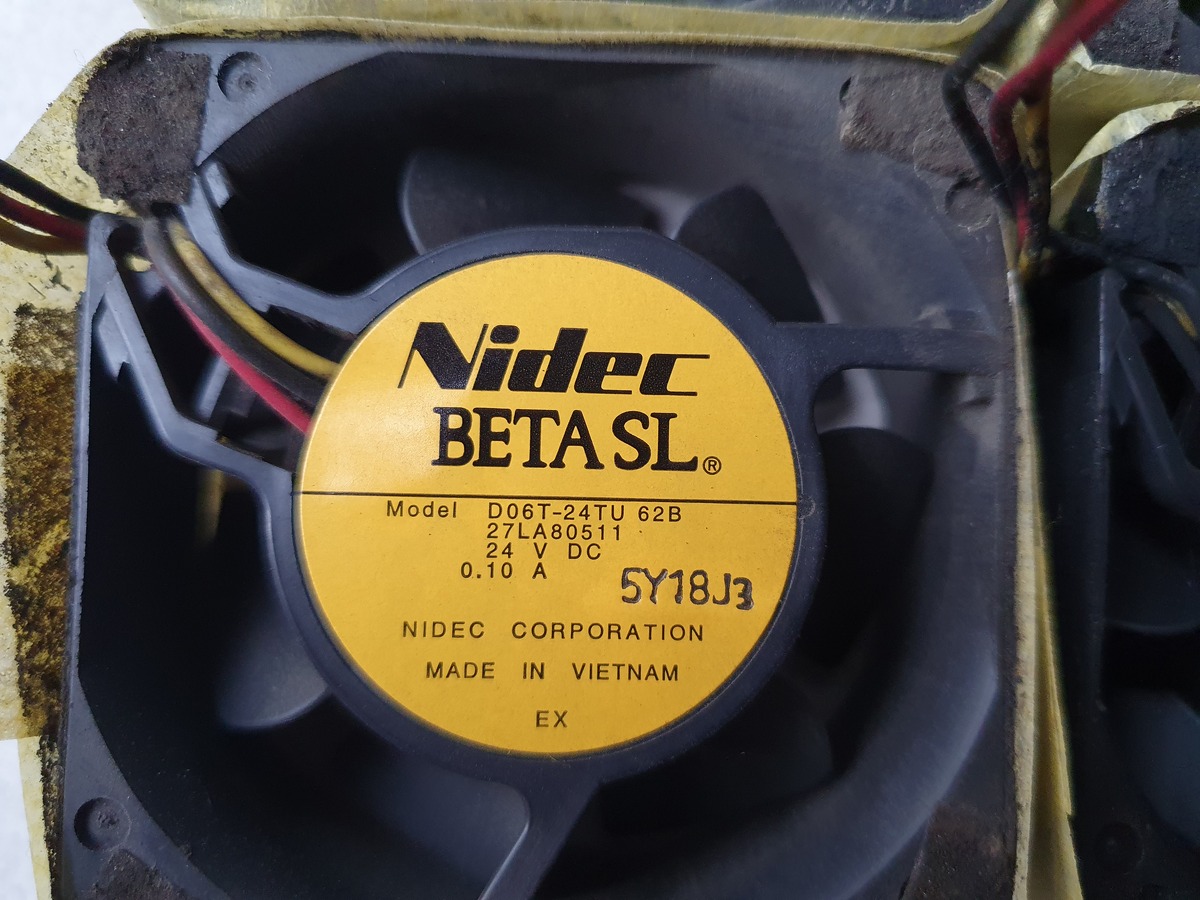 Nidec
BETA SL®
Model D06T-24TU 62B
27LA80511
24 V DC
0.10 A
5Y18J3
NIDEC CORPORATION
MADE IN VIETNAM
EX